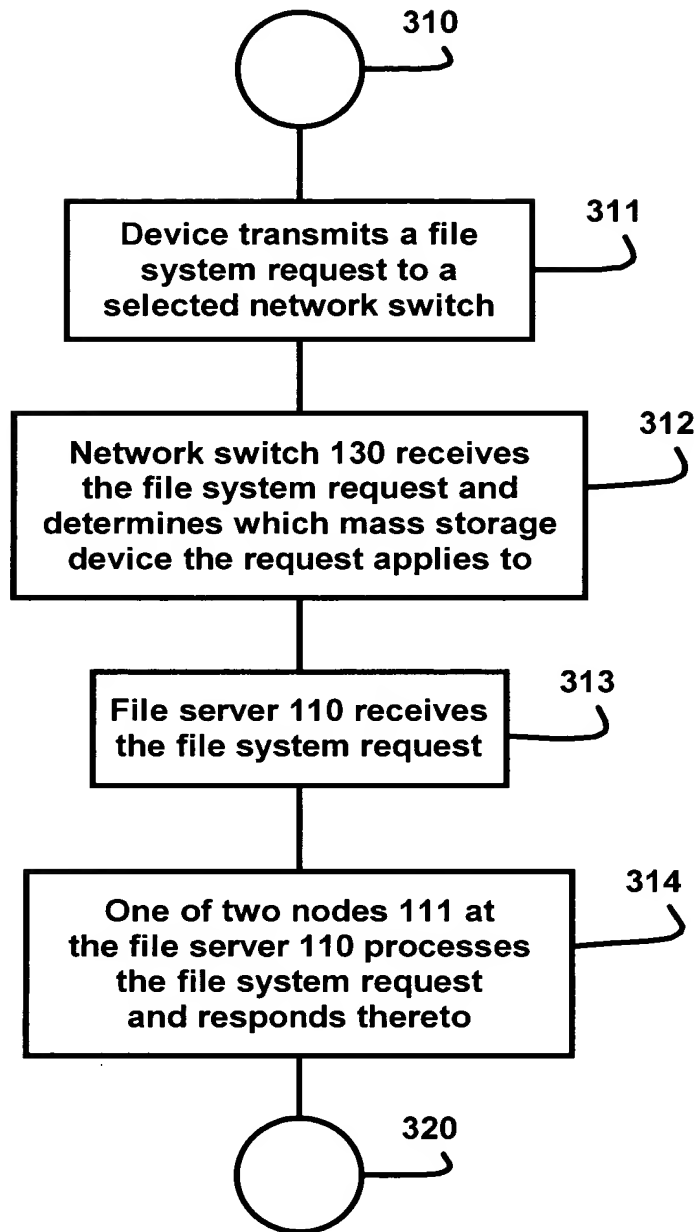 310
311
Device transmits a file
system request to a
selected network switch
312
Network switch 130 receives
the file system request and
determines which mass storage
device the request applies to
313
File server 110 receives
the file system request
314
One of two nodes 111 at
the file server 110 processes
the file system request
and responds thereto
320